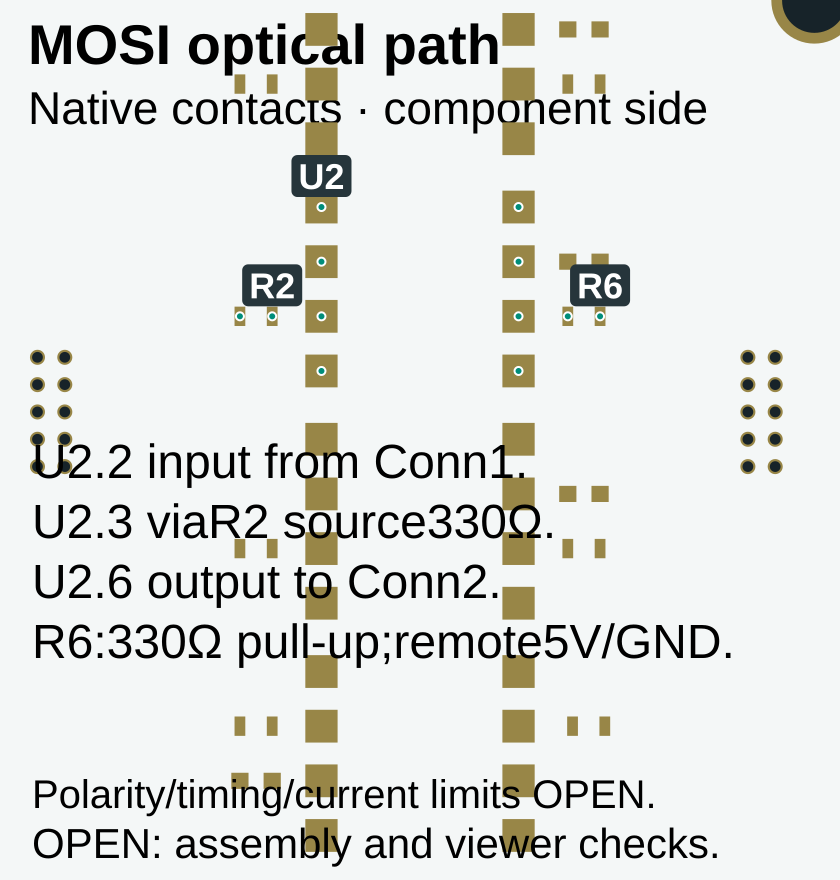 MOSI optical path
Native contacts · component side
U2
R2
R6
U2.2 input from Conn1.
U2.3 viaR2 source330Ω.
U2.6 output to Conn2.
R6:330Ω pull-up;remote5V/GND.
Polarity/timing/current limits OPEN.
OPEN: assembly and viewer checks.